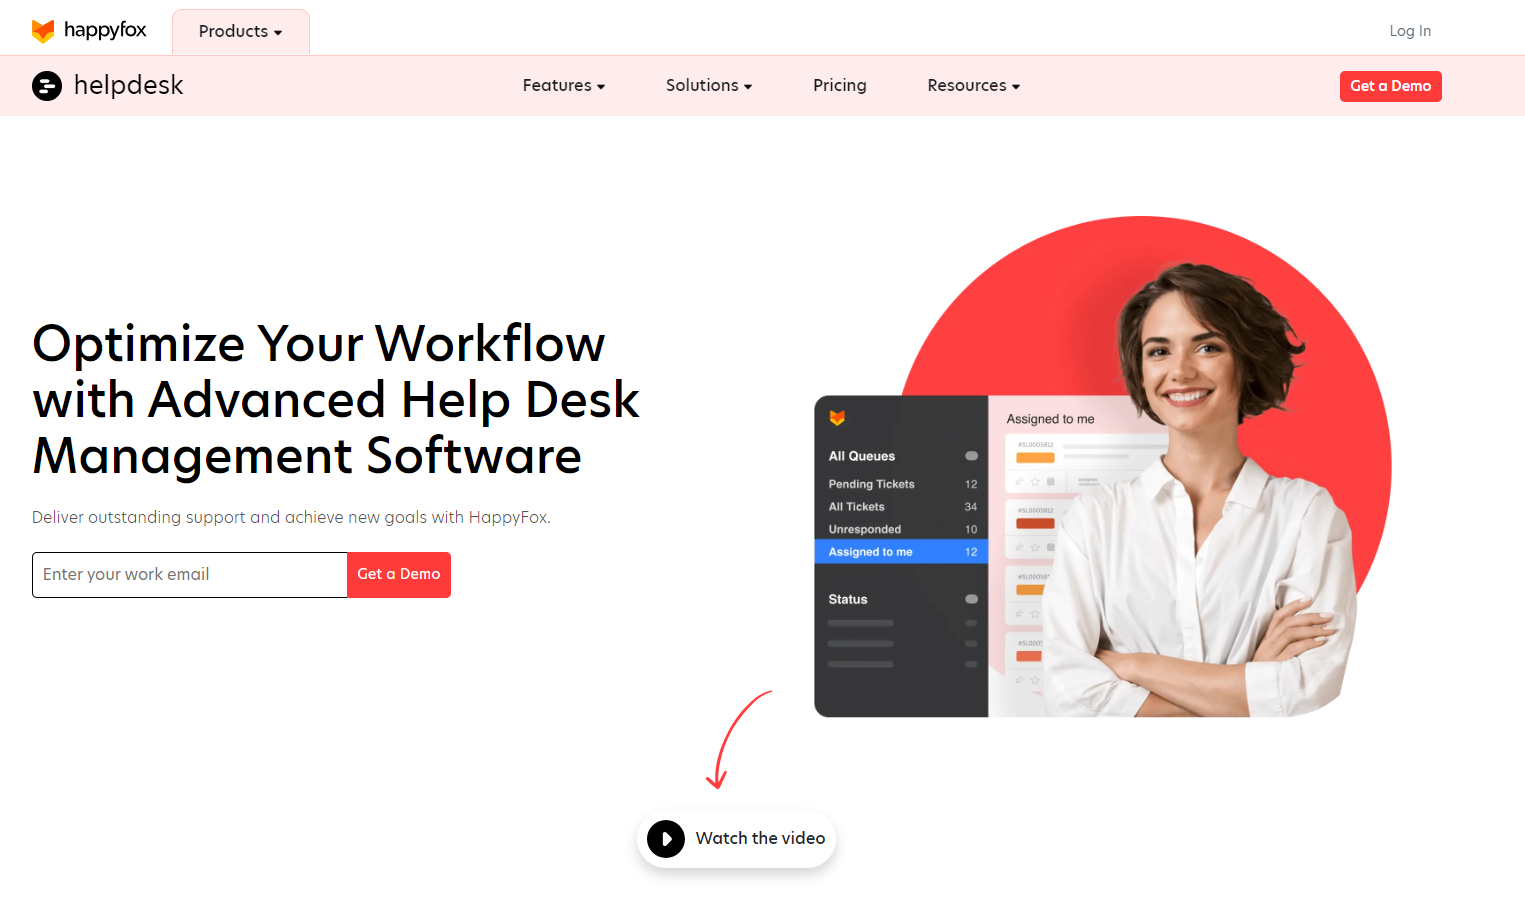 happyfox
Products
Log In
helpdesk
Features
Solutions
Pricing
Resources
Get a Demo
Optimize Your Workflow
with Advanced Help Desk
Management Software
Deliver outstanding support and achieve new goals with HappyFox.
Enter your work email
Get a Demo
All Queues
Pending Tickets 12
All Tickets 34
Unresponded 10
Assigned to me 12
Status
Assigned to me
#SL0005812
#SL0005812
Watch the video